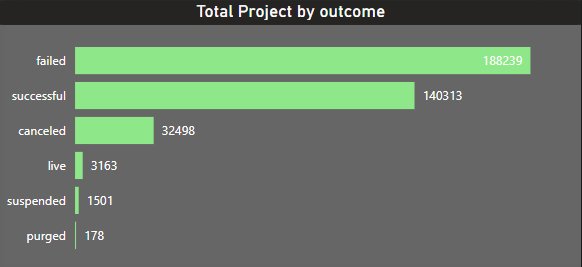 Total Project by outcome
failed 188239
successful 140313
canceled 32498
live 3163
suspended 1501
purged 178